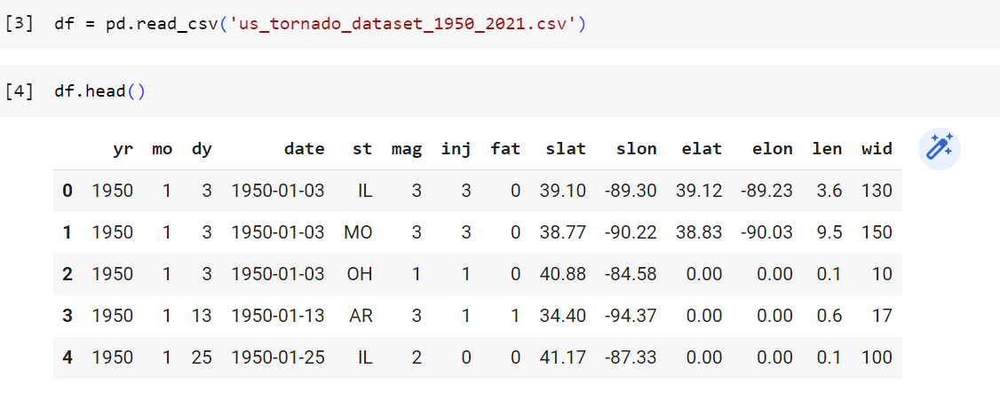 [3] df = pd.read_csv('us_tornado_dataset_1950_2021.csv')
[4] df.head()
yr mo dy date st mag inj fat slat slon elat elon len wid
0 1950 1 3 1950-01-03 IL 3 3 0 39.10 -89.30 39.12 -89.23 3.6 130
1 1950 1 3 1950-01-03 MO 3 3 0 38.77 -90.22 38.83 -90.03 9.5 150
2 1950 1 3 1950-01-03 OH 1 1 0 40.88 -84.58 0.00 0.00 0.1 10
3 1950 1 13 1950-01-13 AR 3 1 1 34.40 -94.37 0.00 0.00 0.6 17
4 1950 1 25 1950-01-25 IL 2 0 0 41.17 -87.33 0.00 0.00 0.1 100